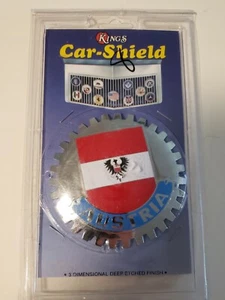 KING'S
Car-Shield
AUSTRIA
• 3 DIMENSIONAL DEEP ETCHED FINISH •